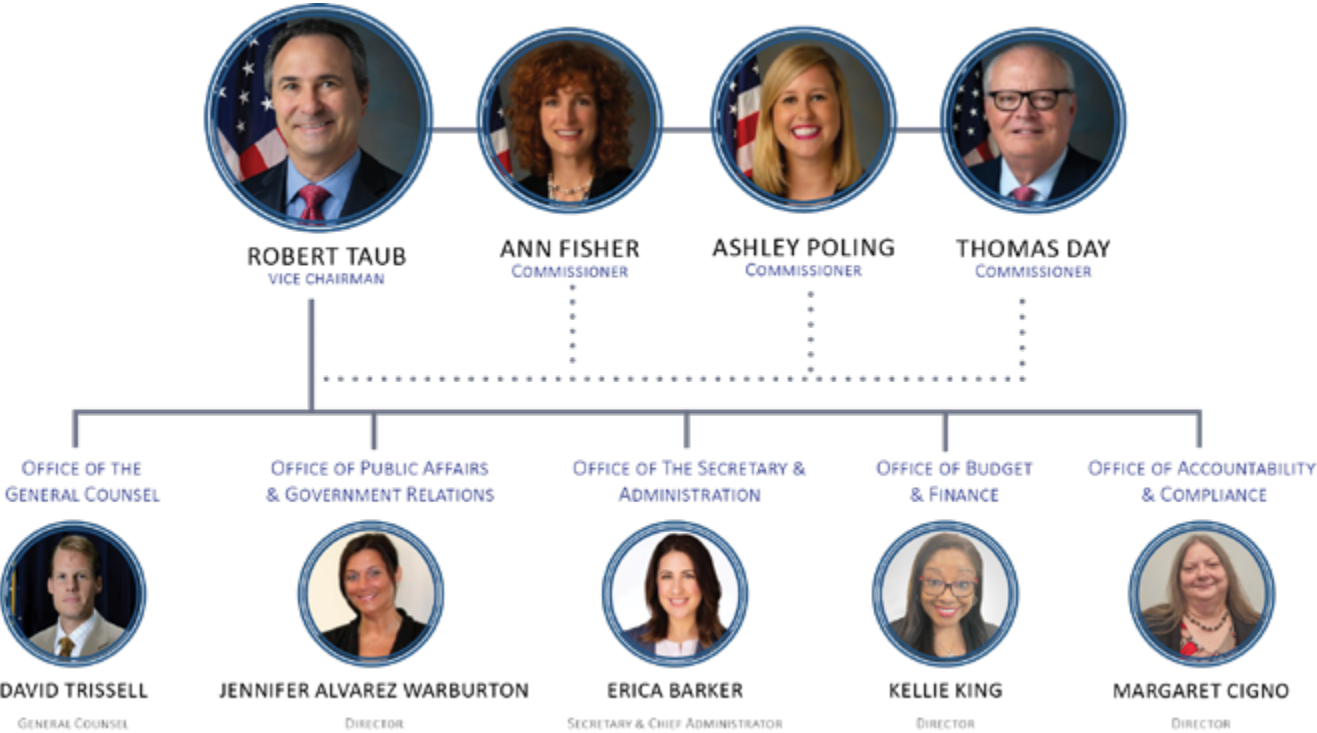 ROBERT TAUB
VICE CHAIRMAN
ANN FISHER
COMMISSIONER
ASHLEY POLING
COMMISSIONER
THOMAS DAY
COMMISSIONER
OFFICE OF THE
GENERAL COUNSEL
DAVID TRISSELL
GENERAL COUNSEL
OFFICE OF PUBLIC AFFAIRS
& GOVERNMENT RELATIONS
JENNIFER ALVAREZ WARBURTON
DIRECTOR
OFFICE OF THE SECRETARY &
ADMINISTRATION
ERICA BARKER
SECRETARY & CHIEF ADMINISTRATOR
OFFICE OF BUDGET
& FINANCE
KELLIE KING
DIRECTOR
OFFICE OF ACCOUNTABILITY
& COMPLIANCE
MARGARET CIGNO
DIRECTOR